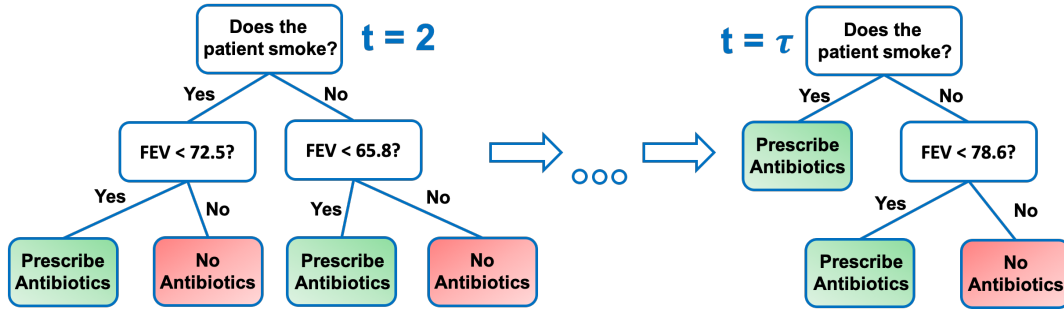 Does the
patient smoke?
t = 2
Yes
No
FEV < 72.5?
FEV < 65.8?
Yes
No
Yes
No
Prescribe
Antibiotics
No
Antibiotics
Prescribe
Antibiotics
No
Antibiotics
t = τ
Does the
patient smoke?
Yes
No
Prescribe
Antibiotics
FEV < 78.6?
Yes
No
Prescribe
Antibiotics
No
Antibiotics